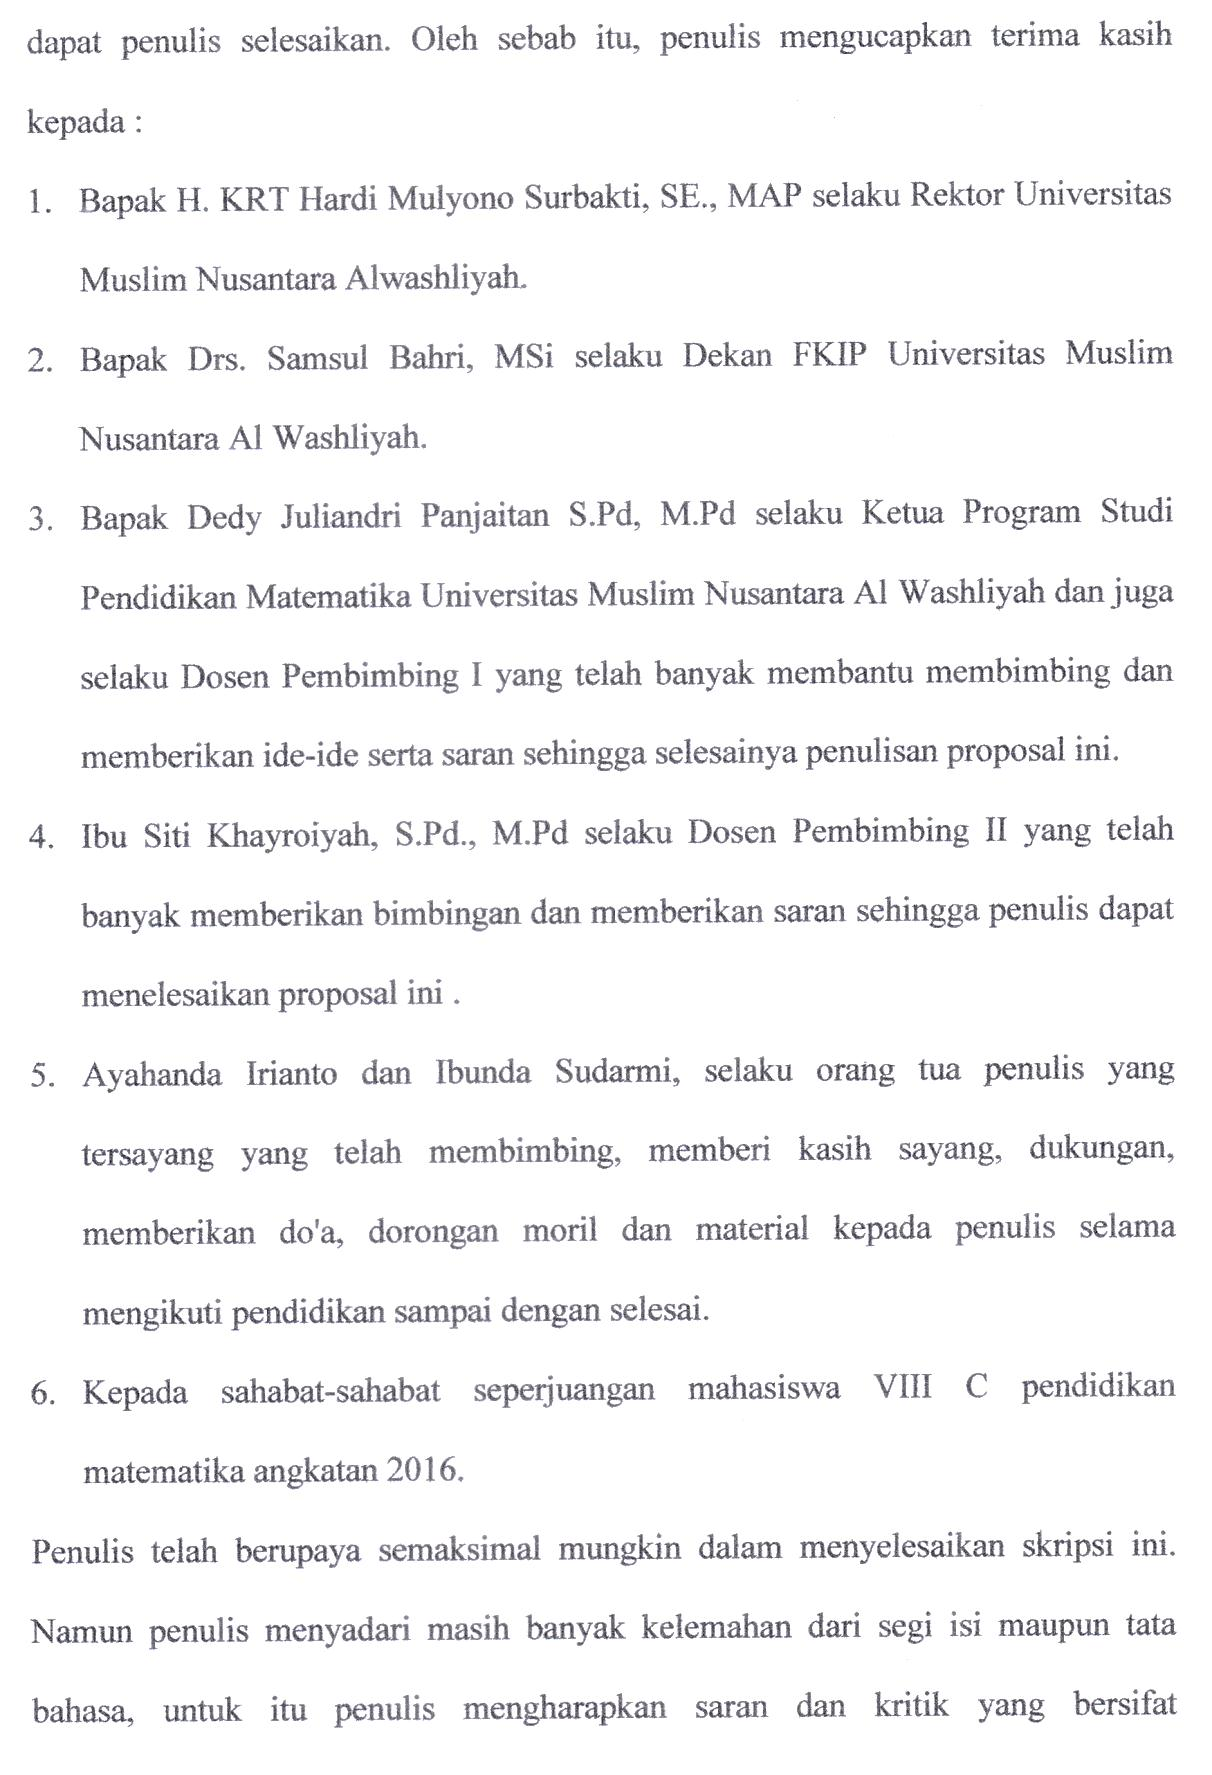 dapat penulis selesaikan. Oleh sebab itu, penulis mengucapkan terima kasih
kepada :
1. Bapak H. KRT Hardi Mulyono Surbakti, SE., MAP selaku Rektor Universitas
Muslim Nusantara Alwashliyah.
2. Bapak Drs. Samsul Bahri, MSi selaku Dekan FKIP Universitas Muslim
Nusantara Al Washliyah.
3. Bapak Dedy Juliandri Panjaitan S.Pd, M.Pd selaku Ketua Program Studi
Pendidikan Matematika Universitas Muslim Nusantara Al Washliyah dan juga
selaku Dosen Pembimbing I yang telah banyak membantu membimbing dan
memberikan ide-ide serta saran sehingga selesainya penulisan proposal ini.
4. Ibu Siti Khayroiyah, S.Pd., M.Pd selaku Dosen Pembimbing II yang telah
banyak memberikan bimbingan dan memberikan saran sehingga penulis dapat
menelesaikan proposal ini .
5. Ayahanda Irianto dan Ibunda Sudarmi, selaku orang tua penulis yang
tersayang yang telah membimbing, memberi kasih sayang, dukungan,
memberikan do'a, dorongan moril dan material kepada penulis selama
mengikuti pendidikan sampai dengan selesai.
6. Kepada sahabat-sahabat seperjuangan mahasiswa VIII C pendidikan
matematika angkatan 2016.
Penulis telah berupaya semaksimal mungkin dalam menyelesaikan skripsi ini.
Namun penulis menyadari masih banyak kelemahan dari segi isi maupun tata
bahasa, untuk itu penulis mengharapkan saran dan kritik yang bersifat